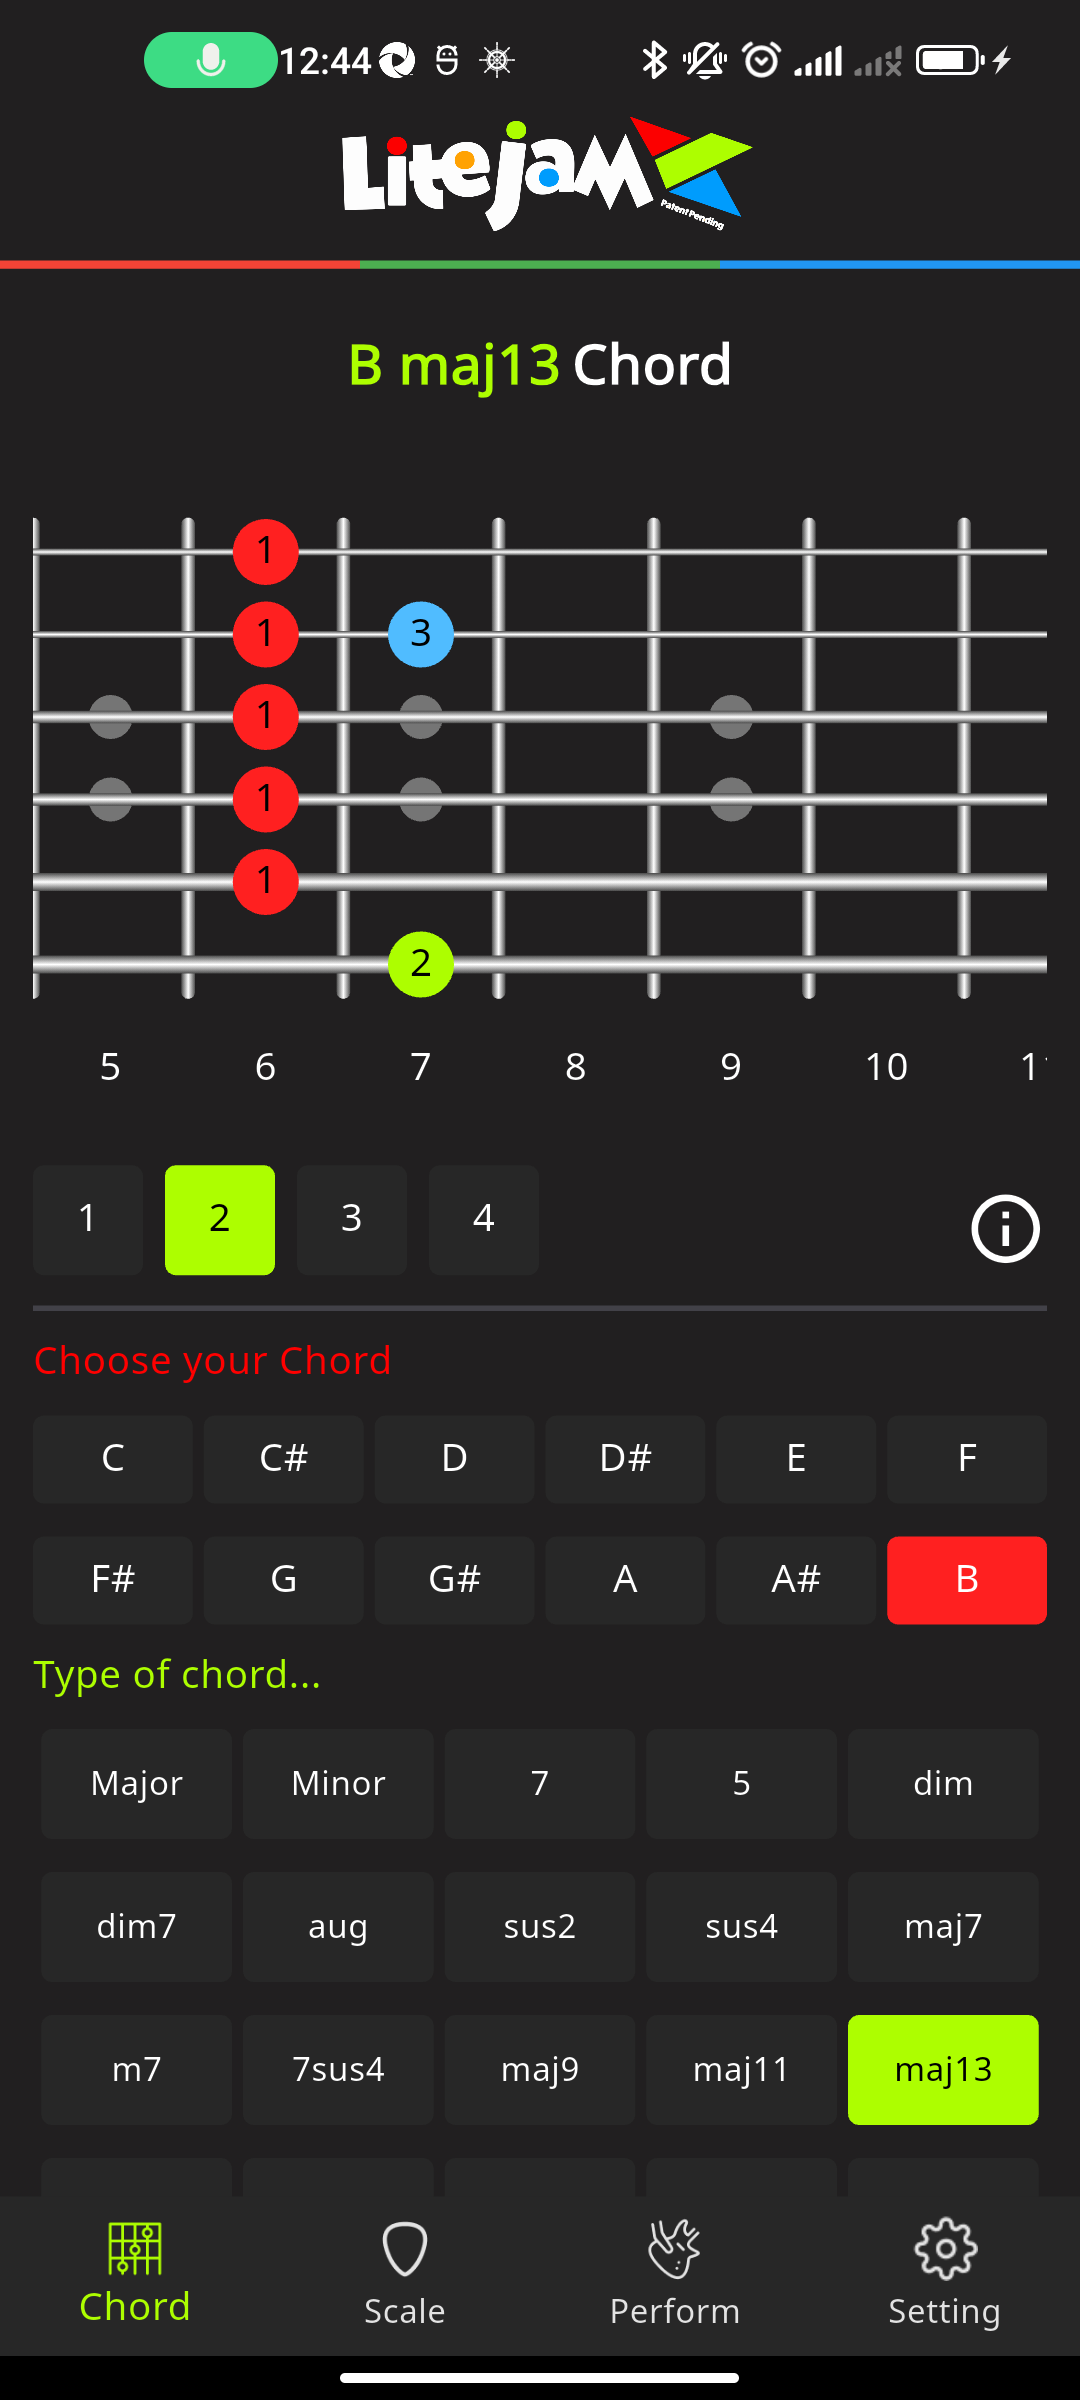 12:44
Litejam
Patent Pending
B maj13 Chord
1
1 3
1
1
1
2
5 6 7 8 9 10
1 2 3 4
Choose your Chord
C C# D D# E F
F# G G# A A# B
Type of chord...
Major Minor 7 5 dim
dim7 aug sus2 sus4 maj7
m7 7sus4 maj9 maj11 maj13
Chord Scale Perform Setting